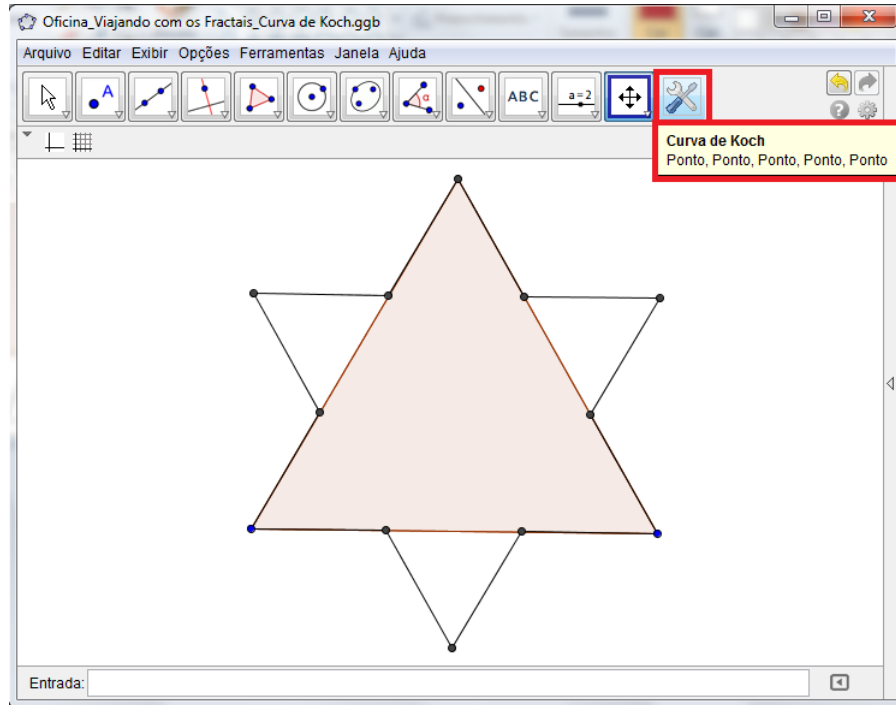 Oficina_Viajando com os Fractais_Curva de Koch.ggb
Arquivo Editar Exibir Opções Ferramentas Janela Ajuda
A
α
ABC
a=2
Curva de Koch
Ponto, Ponto, Ponto, Ponto, Ponto
Entrada: